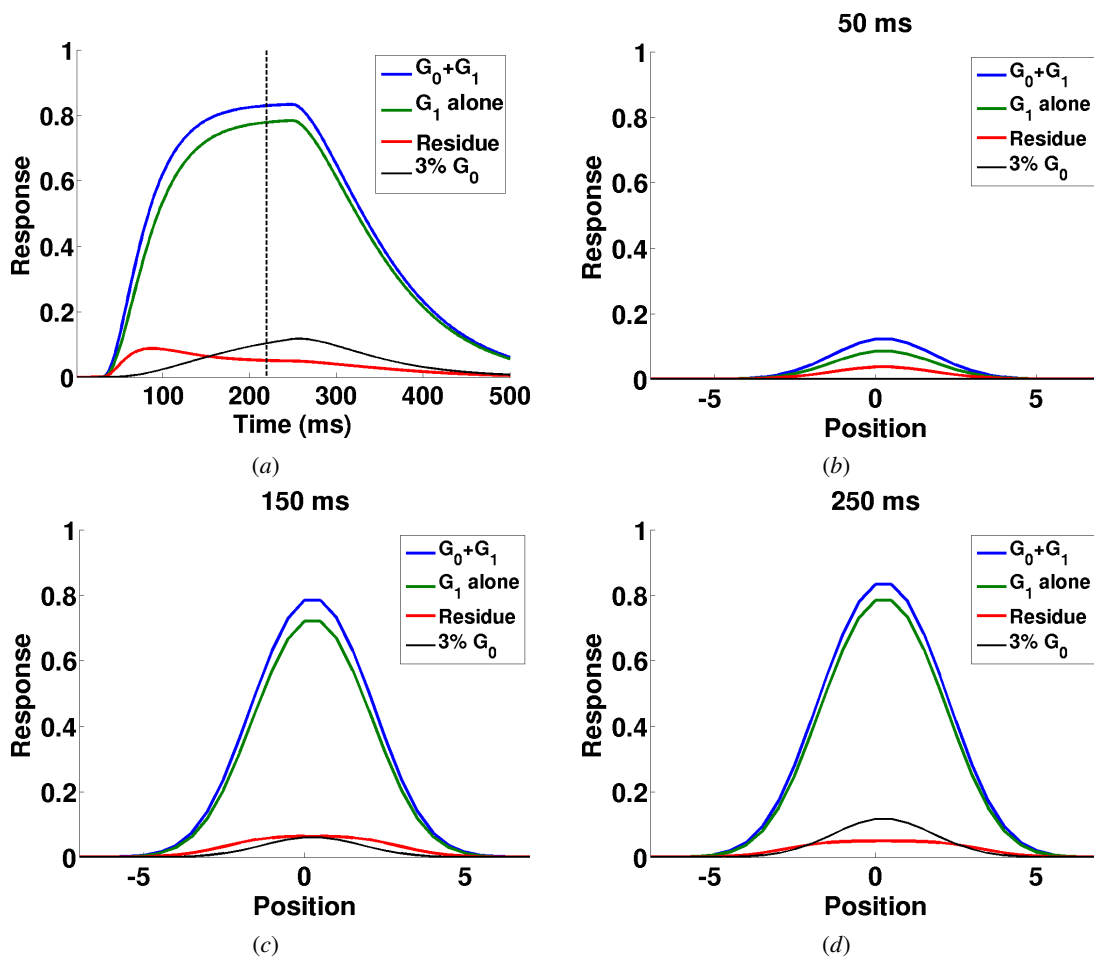 1
0.8
0.6
0.4
0.2
0
Response
100 200 300 400 500
Time (ms)
G0+G1
G1 alone
Residue
3% G0
(a)
50 ms
1
0.8
0.6
0.4
0.2
0
Response
-5 0 5
Position
G0+G1
G1 alone
Residue
3% G0
(b)
150 ms
1
0.8
0.6
0.4
0.2
0
Response
-5 0 5
Position
G0+G1
G1 alone
Residue
3% G0
(c)
250 ms
1
0.8
0.6
0.4
0.2
0
Response
-5 0 5
Position
G0+G1
G1 alone
Residue
3% G0
(d)